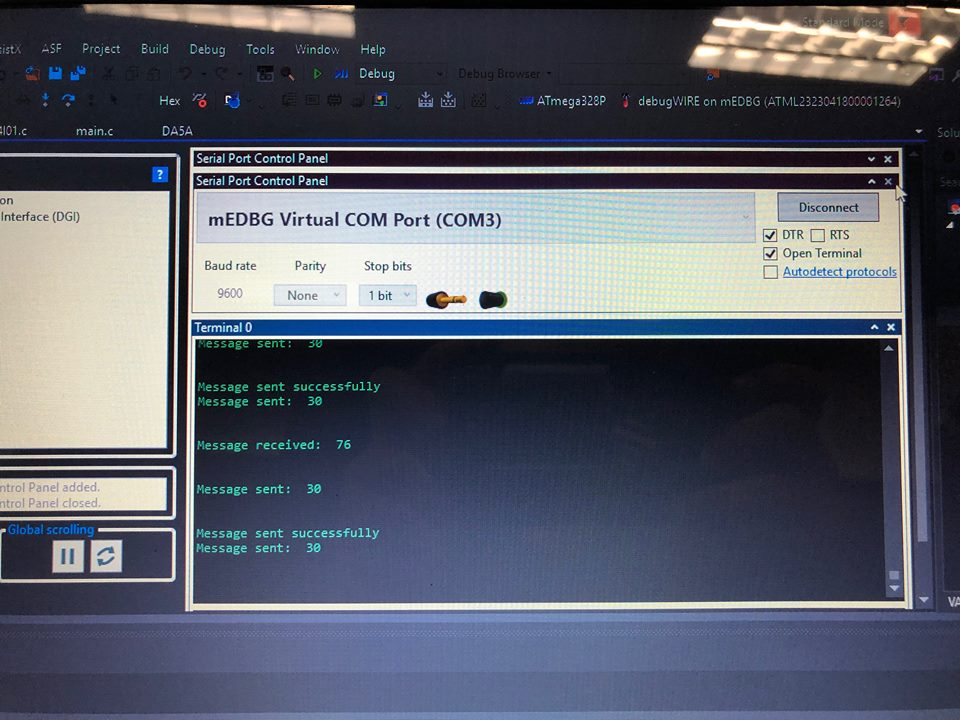 Standard Mode
istX ASF Project Build Debug Tools Window Help
Debug Debug Browser
Hex ATmega328P debugWIRE on mEDBG (ATML2323041800001264)
4I01.c main.c DA5A
Solu
Serial Port Control Panel
? Serial Port Control Panel
Sea
on
Interface (DGI)
mEDBG Virtual COM Port (COM3) Disconnect
DTR RTS
Open Terminal
Autodetect protocols
Baud rate Parity Stop bits
9600 None 1 bit
Terminal 0
Message sent: 30
Message sent successfully
Message sent: 30
Message received: 76
Message sent: 30
Message sent successfully
Message sent: 30
ntrol Panel added.
ntrol Panel closed.
Global scrolling
VA